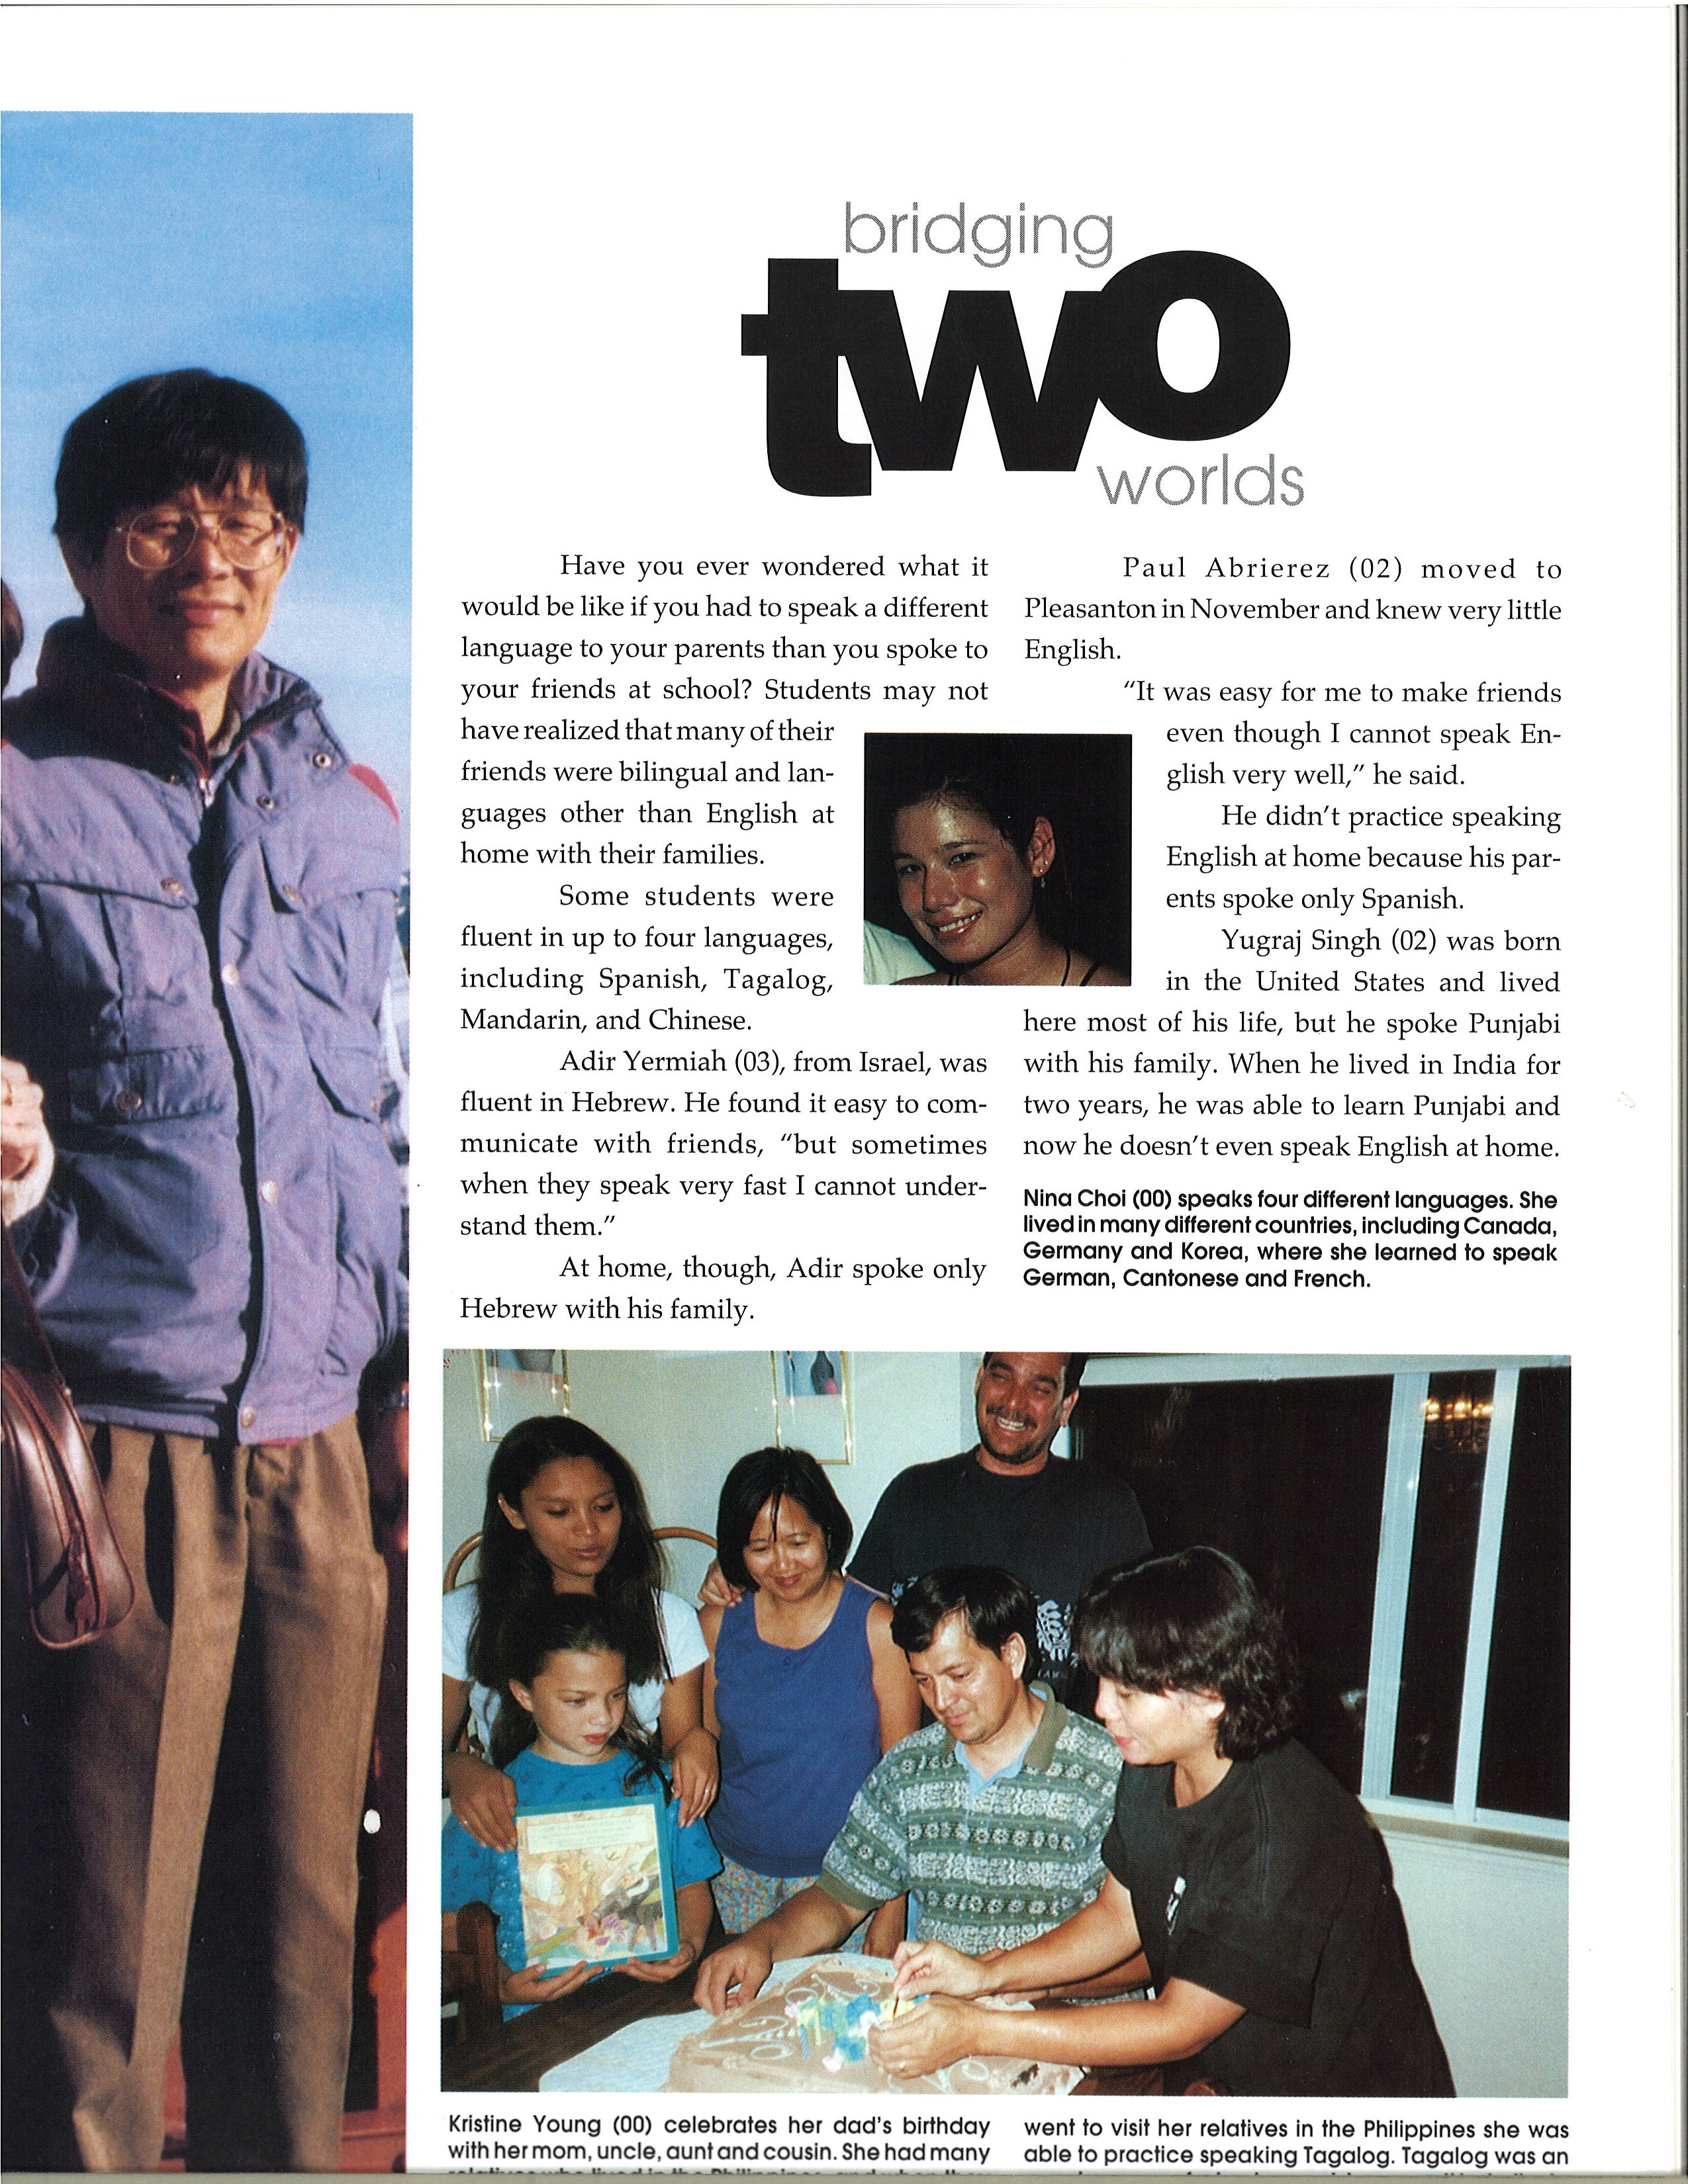 bridging
two
worlds
Have you ever wondered what it
would be like if you had to speak a different
language to your parents than you spoke to
your friends at school? Students may not
have realized that many of their
friends were bilingual and lan-
guages other than English at
home with their families.
Some students were
fluent in up to four languages,
including Spanish, Tagalog,
Mandarin, and Chinese.
Adir Yermiah (03), from Israel, was
fluent in Hebrew. He found it easy to com-
municate with friends, “but sometimes
when they speak very fast I cannot under-
stand them.”
At home, though, Adir spoke only
Hebrew with his family.
Paul Abrierez (02) moved to
Pleasanton in November and knew very little
English.
“It was easy for me to make friends
even though I cannot speak En-
glish very well,” he said.
He didn’t practice speaking
English at home because his par-
ents spoke only Spanish.
Yugraj Singh (02) was born
in the United States and lived
here most of his life, but he spoke Punjabi
with his family. When he lived in India for
two years, he was able to learn Punjabi and
now he doesn’t even speak English at home.
Nina Choi (00) speaks four different languages. She
lived in many different countries, including Canada,
Germany and Korea, where she learned to speak
German, Cantonese and French.
Kristine Young (00) celebrates her dad’s birthday
with her mom, uncle, aunt and cousin. She had many
went to visit her relatives in the Philippines she was
able to practice speaking Tagalog. Tagalog was an